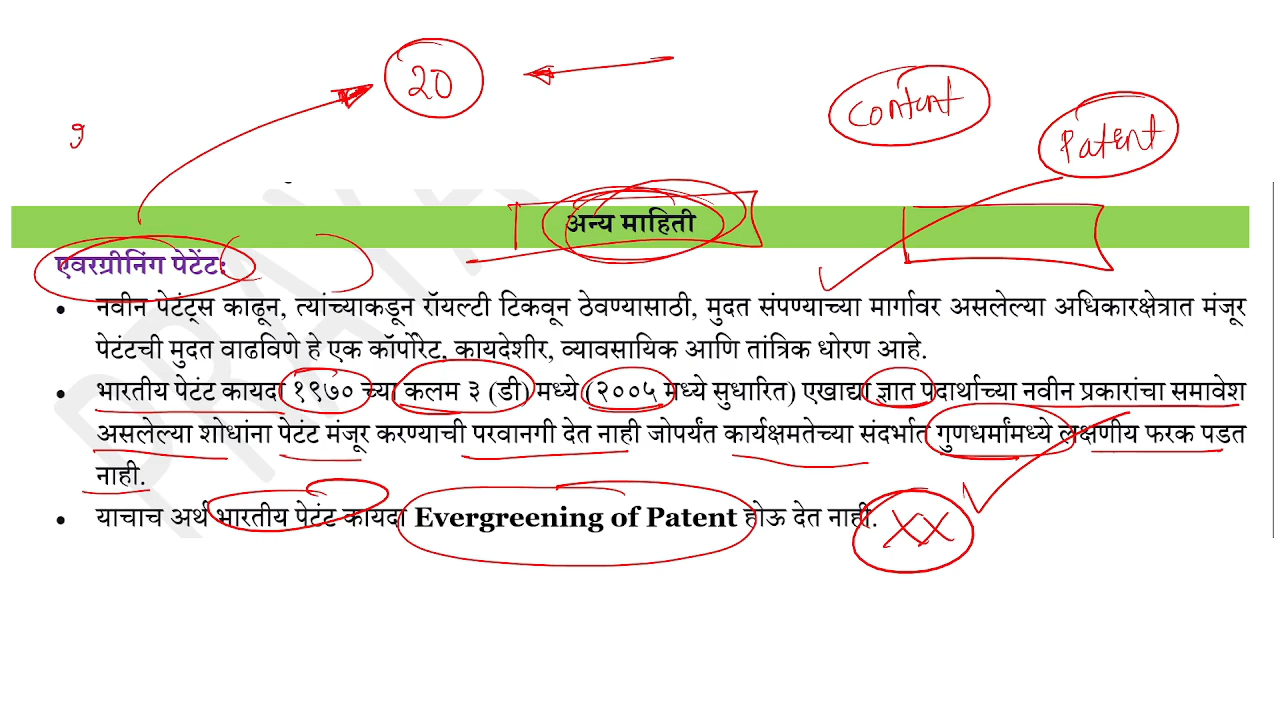 20
content
Patent
अन्य माहिती
एवरग्रीनिंग पेटेंट:
• नवीन पेटंट्स काढून, त्यांच्याकडून रॉयल्टी टिकवून ठेवण्यासाठी, मुदत संपण्याच्या मार्गावर असलेल्या अधिकारक्षेत्रात मंजूर
पेटंटची मुदत वाढविणे हे एक कॉर्पोरेट, कायदेशीर, व्यावसायिक आणि तांत्रिक धोरण आहे.
• भारतीय पेटंट कायदा १९७० च्या कलम ३ (डी) मध्ये (२००५ मध्ये सुधारित) एखाद्या ज्ञात पदार्थाच्या नवीन प्रकारांचा समावेश
असलेल्या शोधांना पेटंट मंजूर करण्याची परवानगी देत नाही जोपर्यंत कार्यक्षमतेच्या संदर्भात गुणधर्मांमध्ये लक्षणीय फरक पडत
नाही.
• याचाच अर्थ भारतीय पेटंट कायदा Evergreening of Patent होऊ देत नाही.
XX